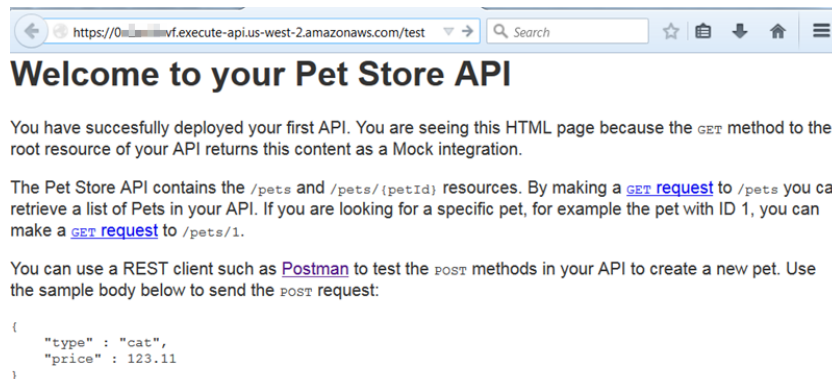 https://0 vf.execute-api.us-west-2.amazonaws.com/test Search
Welcome to your Pet Store API
You have succesfully deployed your first API. You are seeing this HTML page because the GET method to the
root resource of your API returns this content as a Mock integration.
The Pet Store API contains the /pets and /pets/{petId} resources. By making a GET request to /pets you ca
retrieve a list of Pets in your API. If you are looking for a specific pet, for example the pet with ID 1, you can
make a GET request to /pets/1.
You can use a REST client such as Postman to test the POST methods in your API to create a new pet. Use
the sample body below to send the POST request:
{
"type" : "cat",
"price" : 123.11
}